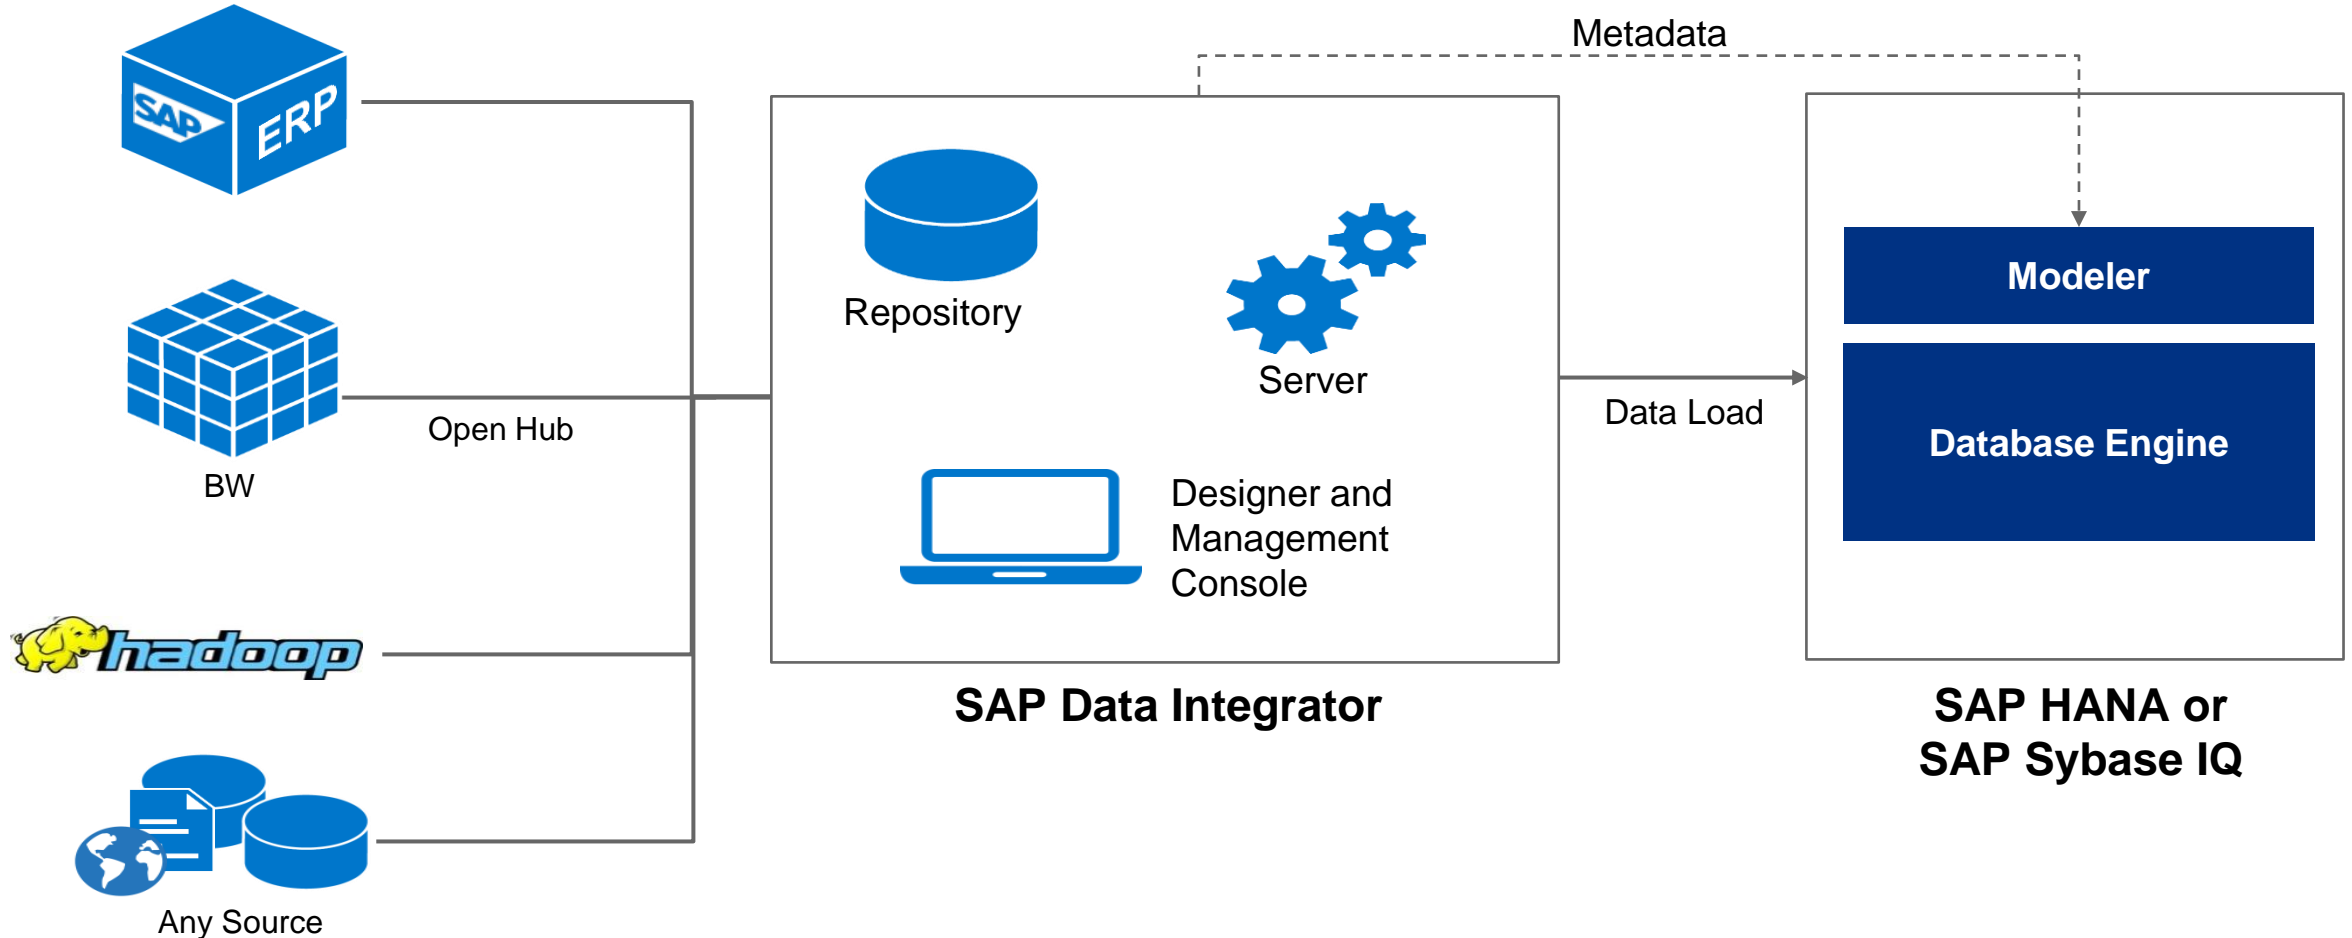 Metadata
SAP
ERP
Repository
Server
Modeler
Database Engine
Open Hub
BW
Data Load
Designer and
Management
Console
hadoop
SAP Data Integrator
SAP HANA or
SAP Sybase IQ
Any Source